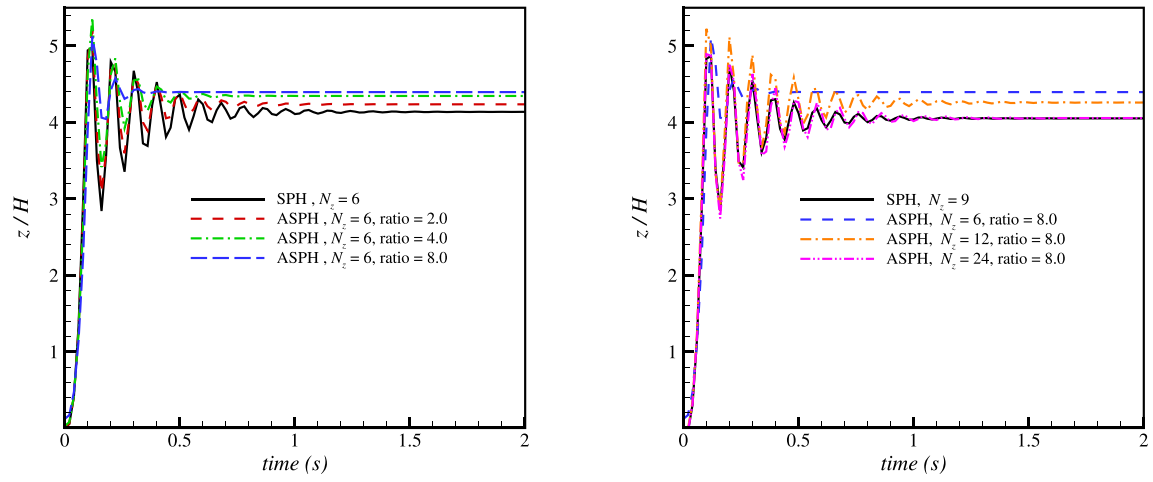 z / H
5
4
3
2
1
0
0.5
1
1.5
2
time (s)
SPH , N_z = 6
ASPH , N_z = 6, ratio = 2.0
ASPH , N_z = 6, ratio = 4.0
ASPH , N_z = 6, ratio = 8.0
z / H
5
4
3
2
1
0
0.5
1
1.5
2
time (s)
SPH, N_z = 9
ASPH, N_z = 6, ratio = 8.0
ASPH, N_z = 12, ratio = 8.0
ASPH, N_z = 24, ratio = 8.0